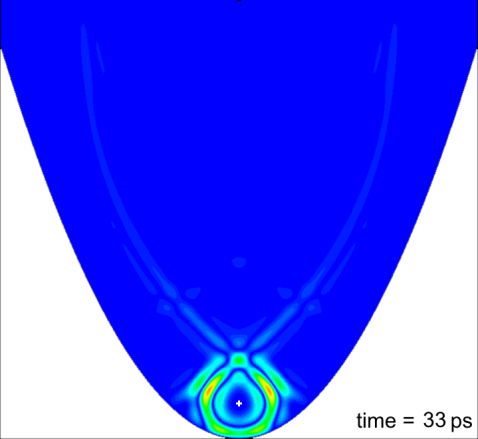 time = 33 ps